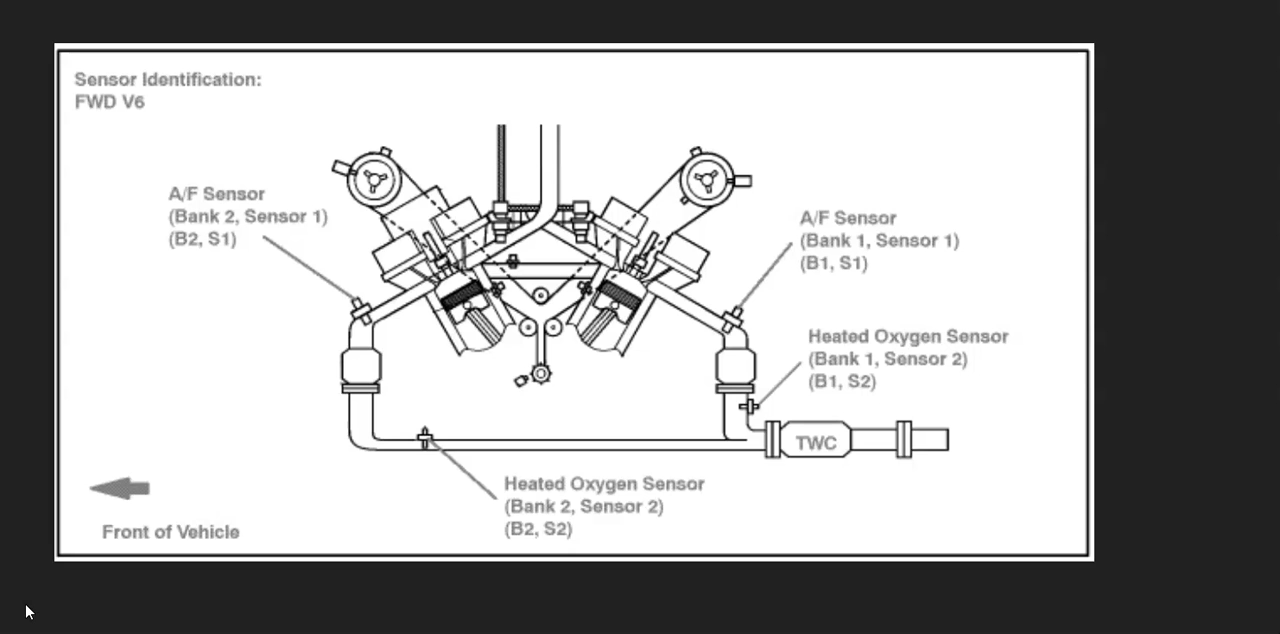 Sensor Identification:
FWD V6
A/F Sensor
(Bank 2, Sensor 1)
(B2, S1)
A/F Sensor
(Bank 1, Sensor 1)
(B1, S1)
Heated Oxygen Sensor
(Bank 1, Sensor 2)
(B1, S2)
TWC
Heated Oxygen Sensor
(Bank 2, Sensor 2)
(B2, S2)
Front of Vehicle